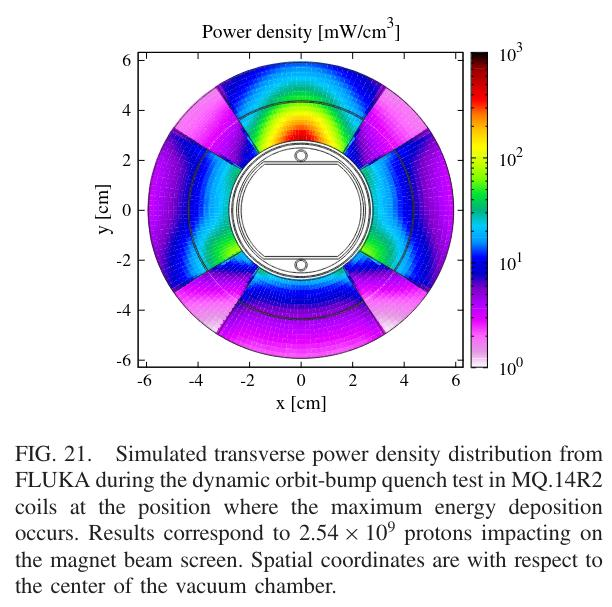 Power density [mW/cm³]
6
4
2
0
-2
-4
-6
y [cm]
-6 -4 -2 0 2 4 6
x [cm]
10³
10²
10¹
10⁰
FIG. 21. Simulated transverse power density distribution from
FLUKA during the dynamic orbit-bump quench test in MQ.14R2
coils at the position where the maximum energy deposition
occurs. Results correspond to 2.54 × 10⁹ protons impacting on
the magnet beam screen. Spatial coordinates are with respect to
the center of the vacuum chamber.